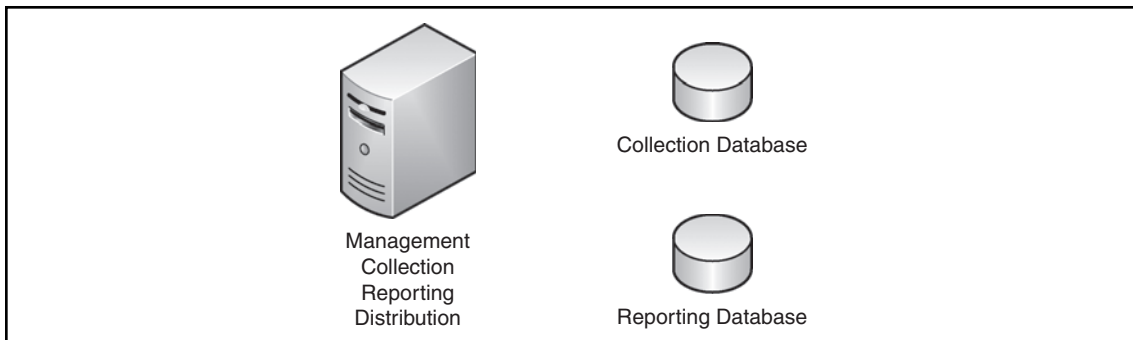 Management
Collection
Reporting
Distribution
Collection Database
Reporting Database